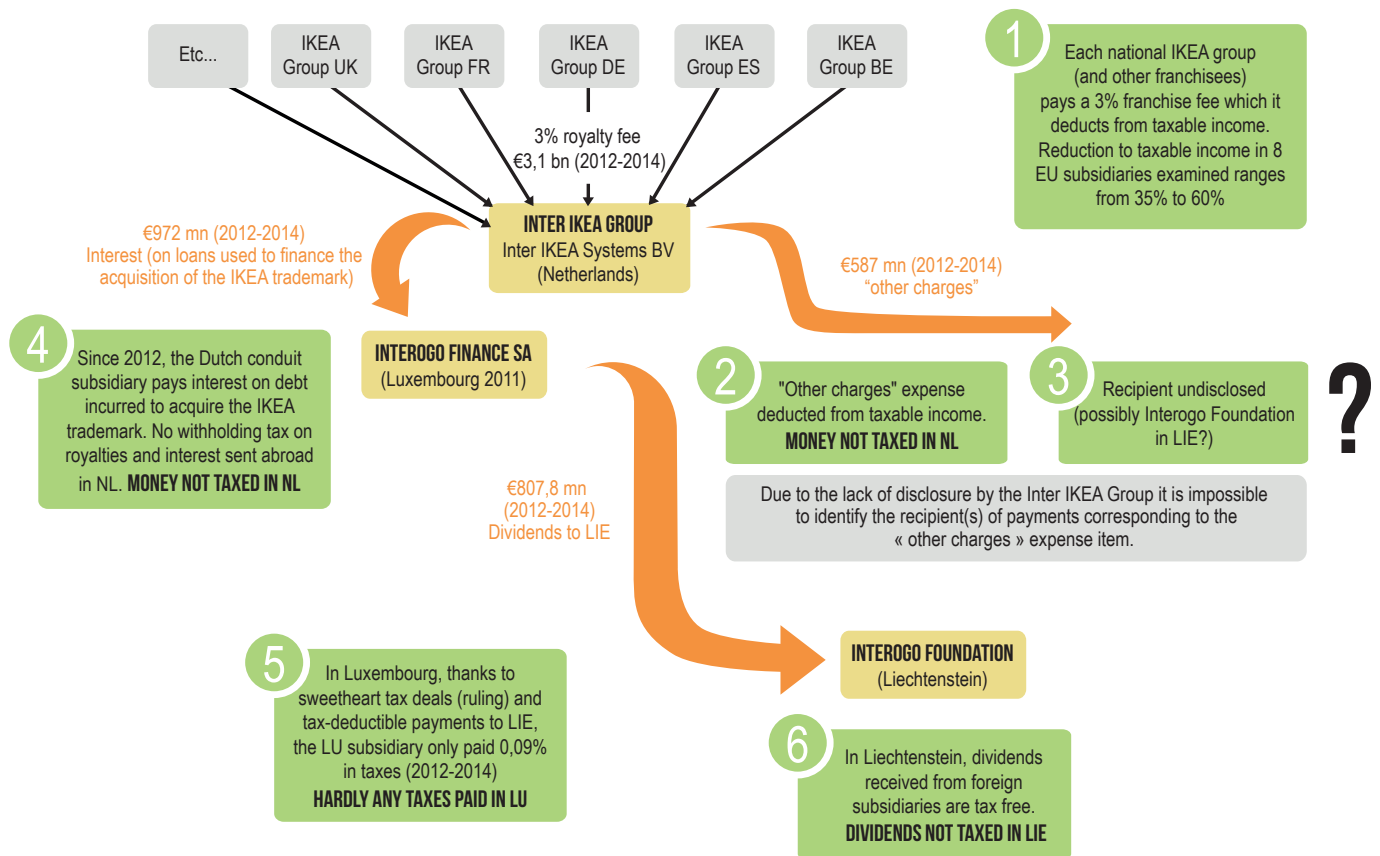 Etc...
IKEA
Group UK
IKEA
Group FR
IKEA
Group DE
IKEA
Group ES
IKEA
Group BE
3% royalty fee
€3,1 bn (2012-2014)
1
Each national IKEA group
(and other franchisees)
pays a 3% franchise fee which it
deducts from taxable income.
Reduction to taxable income in 8
EU subsidiaries examined ranges
from 35% to 60%
INTER IKEA GROUP
Inter IKEA Systems BV
(Netherlands)
€972 mn (2012-2014)
Interest (on loans used to finance the
acquisition of the IKEA trademark)
€587 mn (2012-2014)
“other charges”
4
Since 2012, the Dutch conduit
subsidiary pays interest on debt
incurred to acquire the IKEA
trademark. No withholding tax on
royalties and interest sent abroad
in NL. MONEY NOT TAXED IN NL
INTEROGO FINANCE SA
(Luxembourg 2011)
2
"Other charges" expense
deducted from taxable income.
MONEY NOT TAXED IN NL
3
Recipient undisclosed
(possibly Interogo Foundation
in LIE?)
?
Due to the lack of disclosure by the Inter IKEA Group it is impossible
to identify the recipient(s) of payments corresponding to the
« other charges » expense item.
€807,8 mn
(2012-2014)
Dividends to LIE
5
In Luxembourg, thanks to
sweetheart tax deals (ruling) and
tax-deductible payments to LIE,
the LU subsidiary only paid 0,09%
in taxes (2012-2014)
HARDLY ANY TAXES PAID IN LU
INTEROGO FOUNDATION
(Liechtenstein)
6
In Liechtenstein, dividends
received from foreign
subsidiaries are tax free.
DIVIDENDS NOT TAXED IN LIE